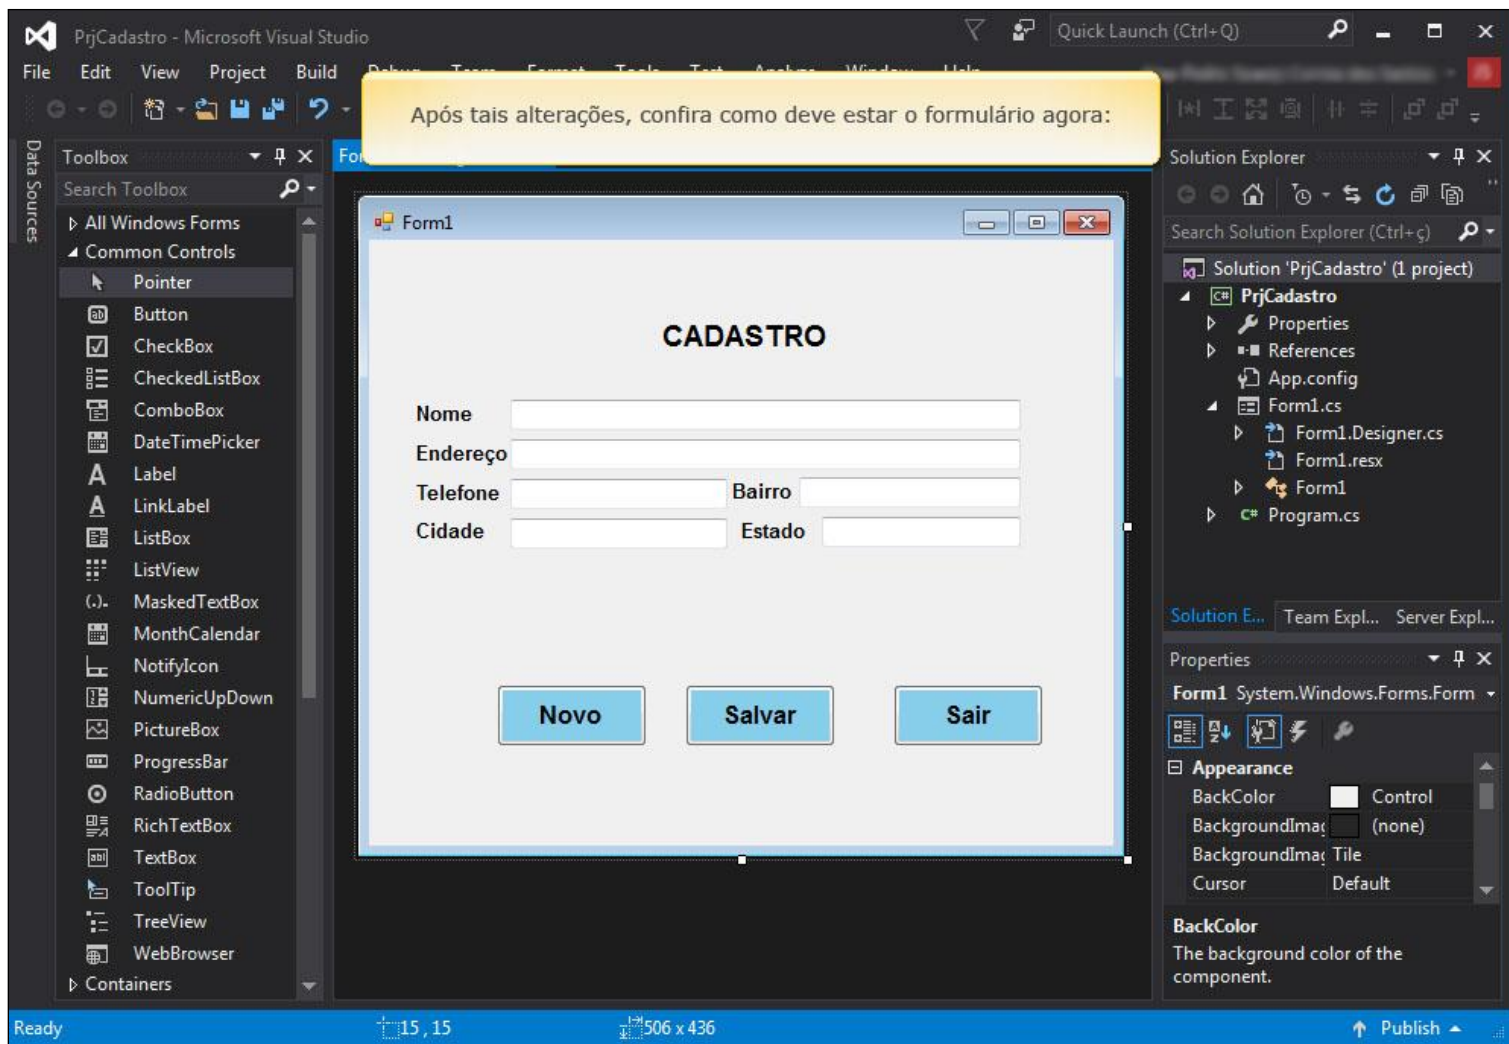 PrjCadastro - Microsoft Visual Studio
Quick Launch (Ctrl+Q)
File Edit View Project Build
Após tais alterações, confira como deve estar o formulário agora:
Data Sources
Toolbox
Search Toolbox
All Windows Forms
Common Controls
Pointer
Button
CheckBox
CheckedListBox
ComboBox
DateTimePicker
Label
LinkLabel
ListBox
ListView
MaskedTextBox
MonthCalendar
NotifyIcon
NumericUpDown
PictureBox
ProgressBar
RadioButton
RichTextBox
TextBox
ToolTip
TreeView
WebBrowser
Containers
Form1
CADASTRO
Nome
Endereço
Telefone Bairro
Cidade Estado
Novo Salvar Sair
Solution Explorer
Search Solution Explorer (Ctrl+ç)
Solution 'PrjCadastro' (1 project)
PrjCadastro
Properties
References
App.config
Form1.cs
Form1.Designer.cs
Form1.resx
Form1
Program.cs
Solution E... Team Expl... Server Expl...
Properties
Form1 System.Windows.Forms.Form
Appearance
BackColor Control
BackgroundImag (none)
BackgroundImag Tile
Cursor Default
BackColor
The background color of the
component.
Ready 15 , 15 506 x 436 Publish